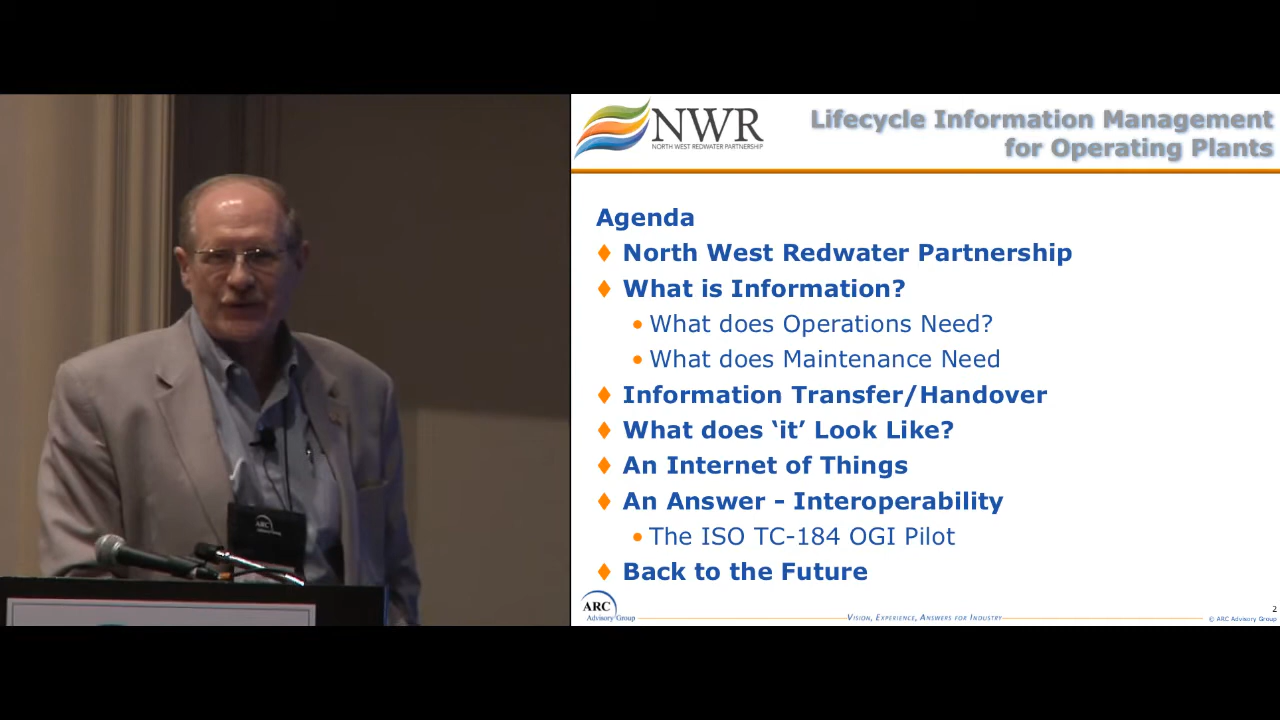 NWR
NORTH WEST REDWATER PARTNERSHIP
Lifecycle Information Management
for Operating Plants
Agenda
North West Redwater Partnership
What is Information?
What does Operations Need?
What does Maintenance Need
Information Transfer/Handover
What does ‘it’ Look Like?
An Internet of Things
An Answer – Interoperability
The ISO TC-184 OGI Pilot
Back to the Future
ARC
Advisory Group
VISION, EXPERIENCE, ANSWERS FOR INDUSTRY
2
© ARC Advisory Group
ARC
Advisory Group